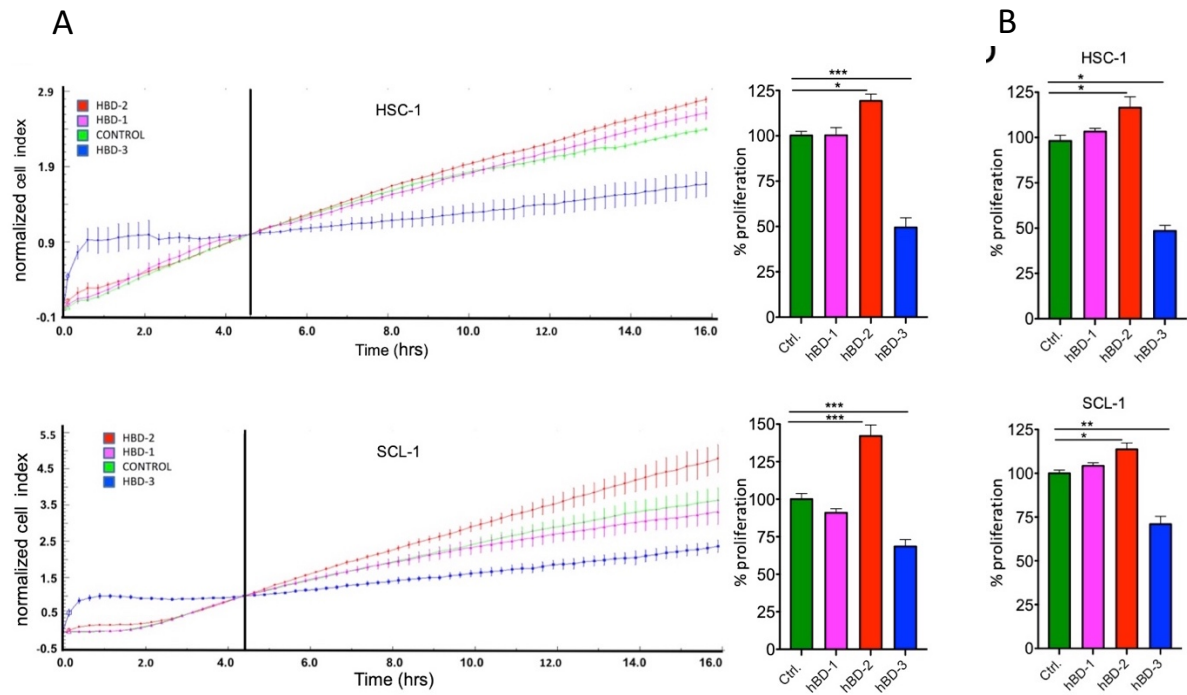 A
B
HSC-1
2.9
1.9
0.9
-0.1
normalized cell index
HBD-2
HBD-1
CONTROL
HBD-3
0.0 2.0 4.0 6.0 8.0 10.0 12.0 14.0 16.0
Time (hrs)
***
*
125
100
75
50
25
0
% proliferation
Ctrl. hBD-1 hBD-2 hBD-3
HSC-1
*
*
125
100
75
50
25
0
% proliferation
Ctrl. hBD-1 hBD-2 hBD-3
SCL-1
5.5
4.5
3.5
2.5
1.5
0.5
-0.5
normalized cell index
HBD-2
HBD-1
CONTROL
HBD-3
0.0 2.0 4.0 6.0 8.0 10.0 12.0 14.0 16.0
Time (hrs)
***
***
150
125
100
75
50
25
0
% proliferation
Ctrl. hBD-1 hBD-2 hBD-3
SCL-1
**
*
125
100
75
50
25
0
% proliferation
Ctrl. hBD-1 hBD-2 hBD-3